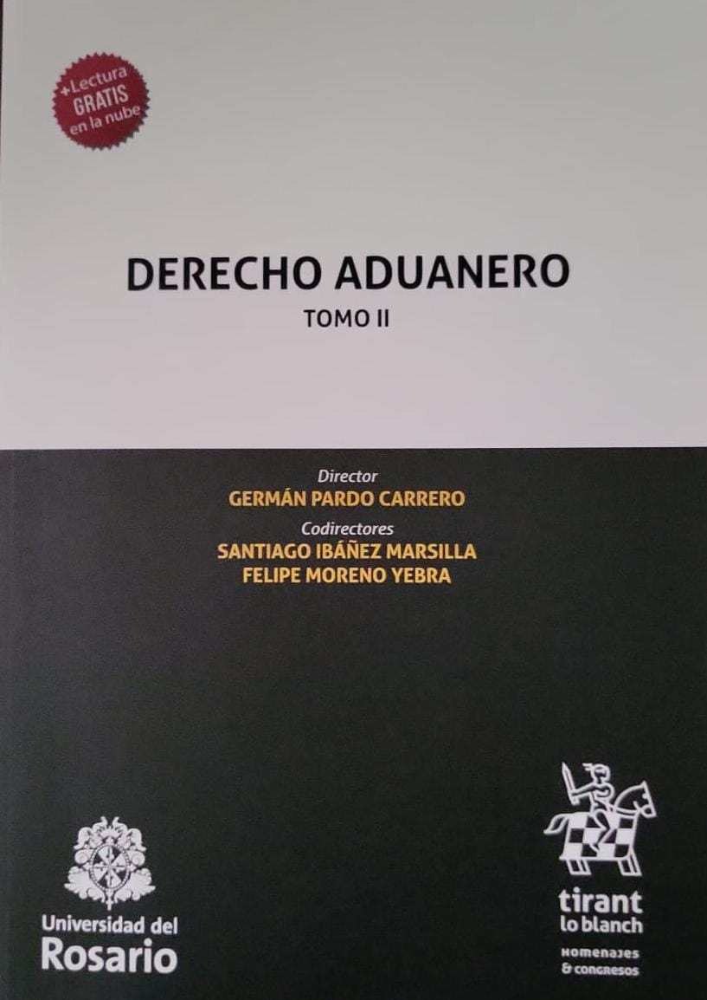 +Lectura
GRATIS
en la nube
DERECHO ADUANERO
TOMO II
Director
GERMÁN PARDO CARRERO
Codirectores
SANTIAGO IBÁÑEZ MARSILLA
FELIPE MORENO YEBRA
Universidad del
Rosario
tirant
lo blanch
HOMENAJES
& CONGRESOS